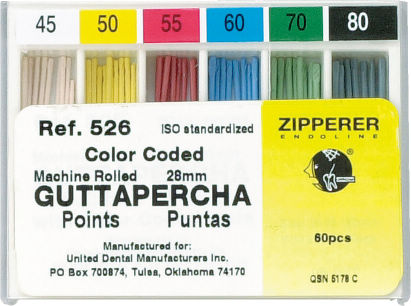 45 50 55 60 70 80
Ref. 526 ISO standardized
Color Coded
Machine Rolled 28mm
GUTTAPERCHA
Points Puntas
Manufactured for:
United Dental Manufacturers Inc.
PO Box 700874, Tulsa, Oklahoma 74170
ZIPPERER
ENDOLINE
60pcs
QSN 5178 C